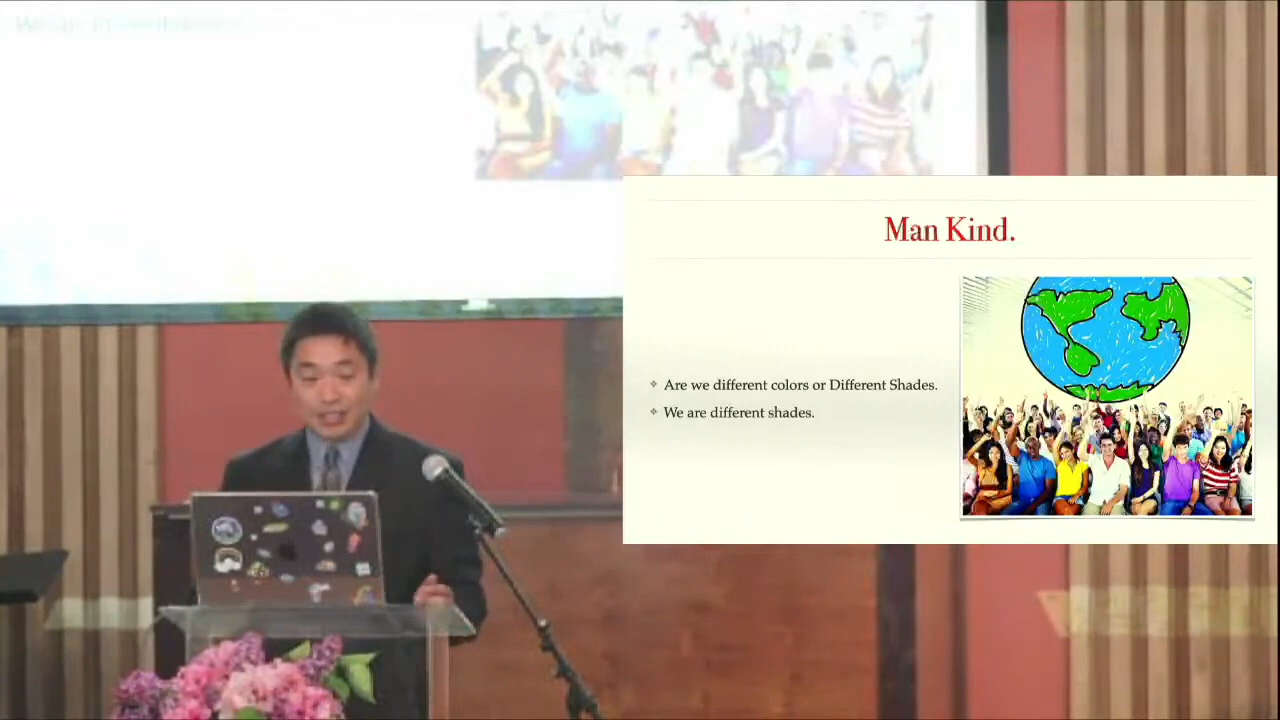 Man Kind.
Are we different colors or Different Shades.
We are different shades.